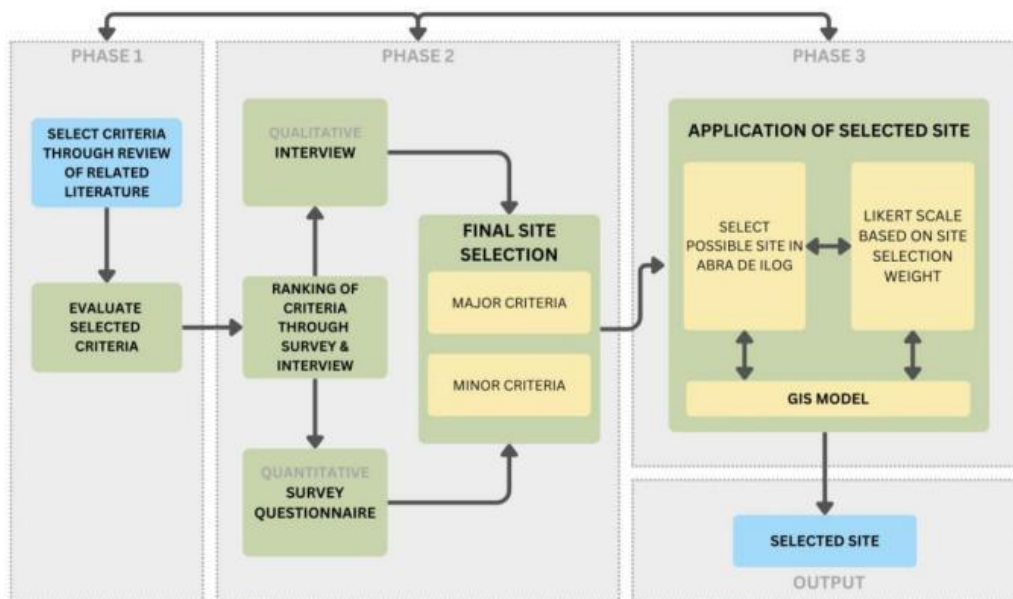 PHASE 1
SELECT CRITERIA
THROUGH REVIEW
OF RELATED
LITERATURE
EVALUATE
SELECTED
CRITERIA
PHASE 2
QUALITATIVE
INTERVIEW
RANKING OF
CRITERIA
THROUGH
SURVEY &
INTERVIEW
QUANTITATIVE
SURVEY
QUESTIONNAIRE
FINAL SITE
SELECTION
MAJOR CRITERIA
MINOR CRITERIA
PHASE 3
APPLICATION OF SELECTED SITE
SELECT
POSSIBLE SITE IN
ABRA DE ILOG
LIKERT SCALE
BASED ON SITE
SELECTION
WEIGHT
GIS MODEL
SELECTED SITE
OUTPUT